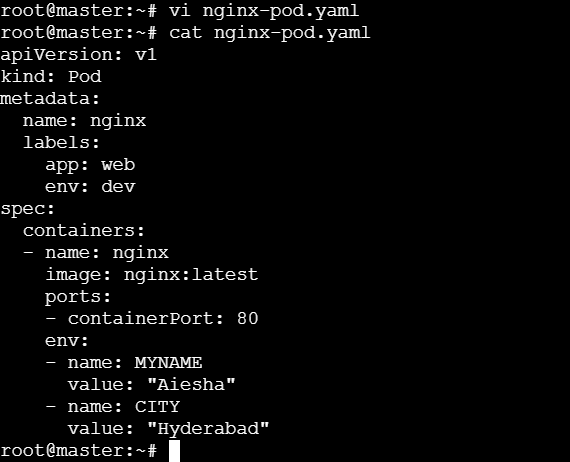 root@master:~# vi nginx-pod.yaml
root@master:~# cat nginx-pod.yaml
apiVersion: v1
kind: Pod
metadata:
  name: nginx
  labels:
    app: web
    env: dev
spec:
  containers:
  - name: nginx
    image: nginx:latest
    ports:
    - containerPort: 80
    env:
    - name: MYNAME
      value: "Aiesha"
    - name: CITY
      value: "Hyderabad"
root@master:~#